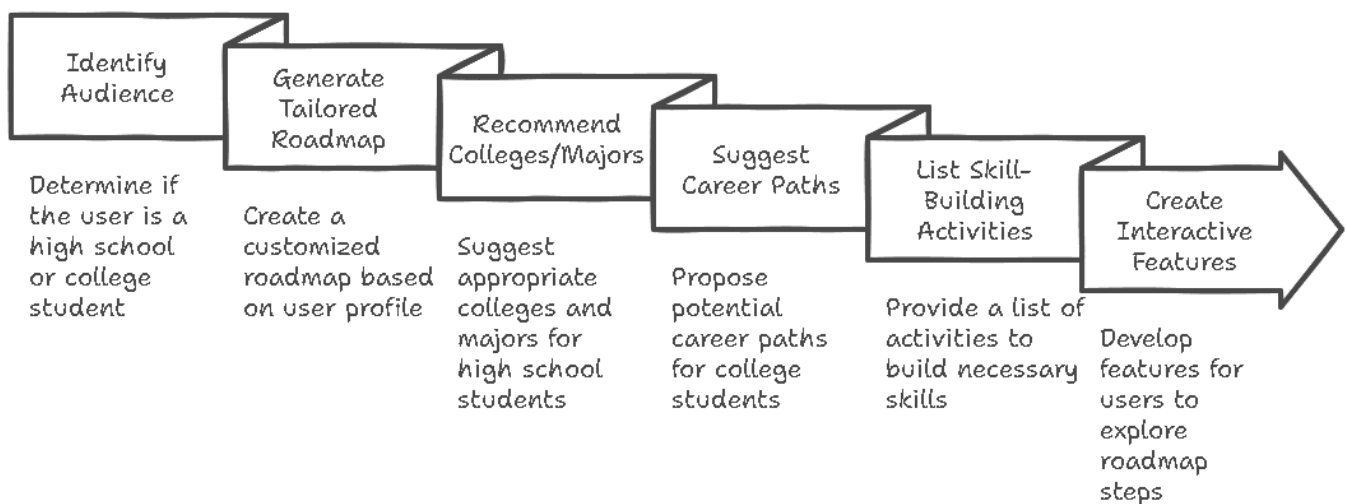 Identify
Audience
Determine if
the user is a
high school
or college
student
Generate
Tailored
Roadmap
Create a
customized
roadmap based
on user profile
Recommend
Colleges/Majors
Suggest
appropriate
colleges and
majors for
high school
students
Suggest
Career Paths
Propose
potential
career paths
for college
students
List Skill-
Building
Activities
Provide a list of
activities to
build necessary
skills
Create
Interactive
Features
Develop
features for
users to
explore
roadmap
steps